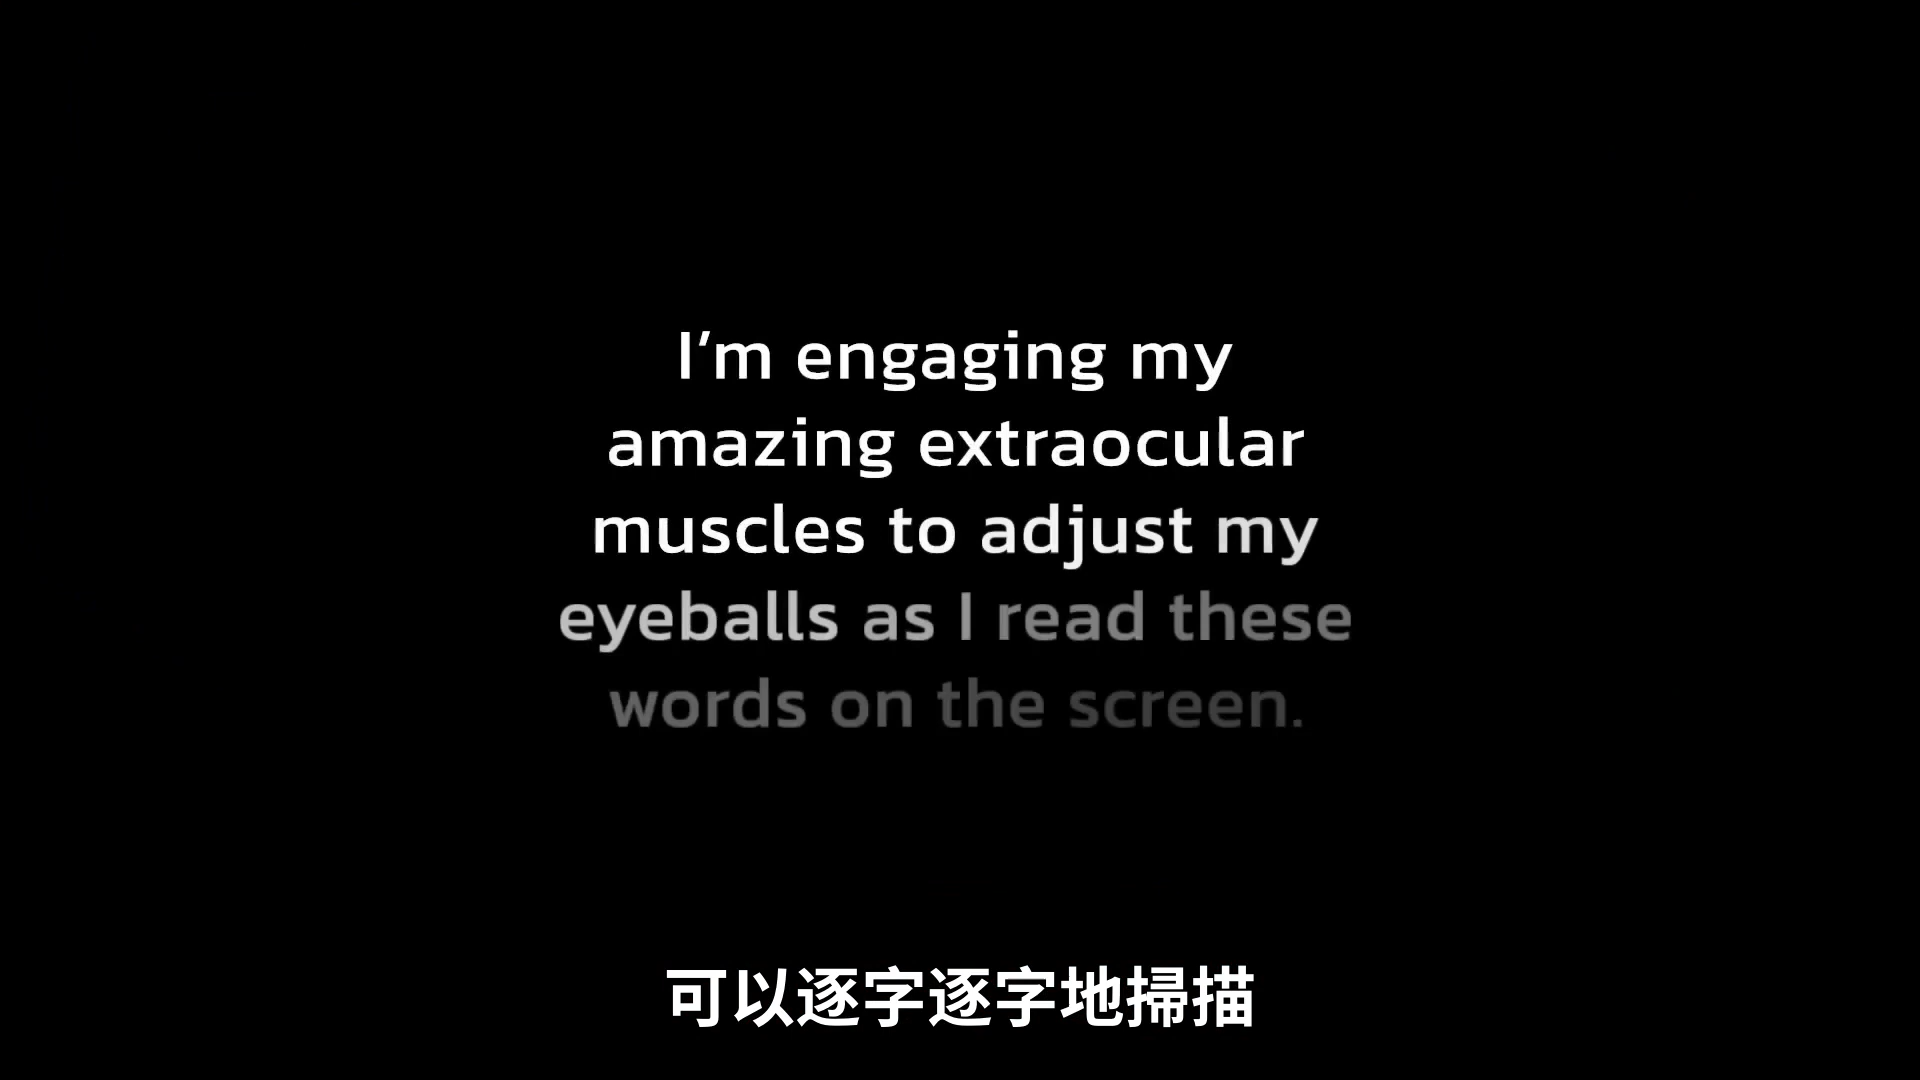 I’m engaging my
amazing extraocular
muscles to adjust my
eyeballs as I read these
words on the screen.
可以逐字逐字地掃描